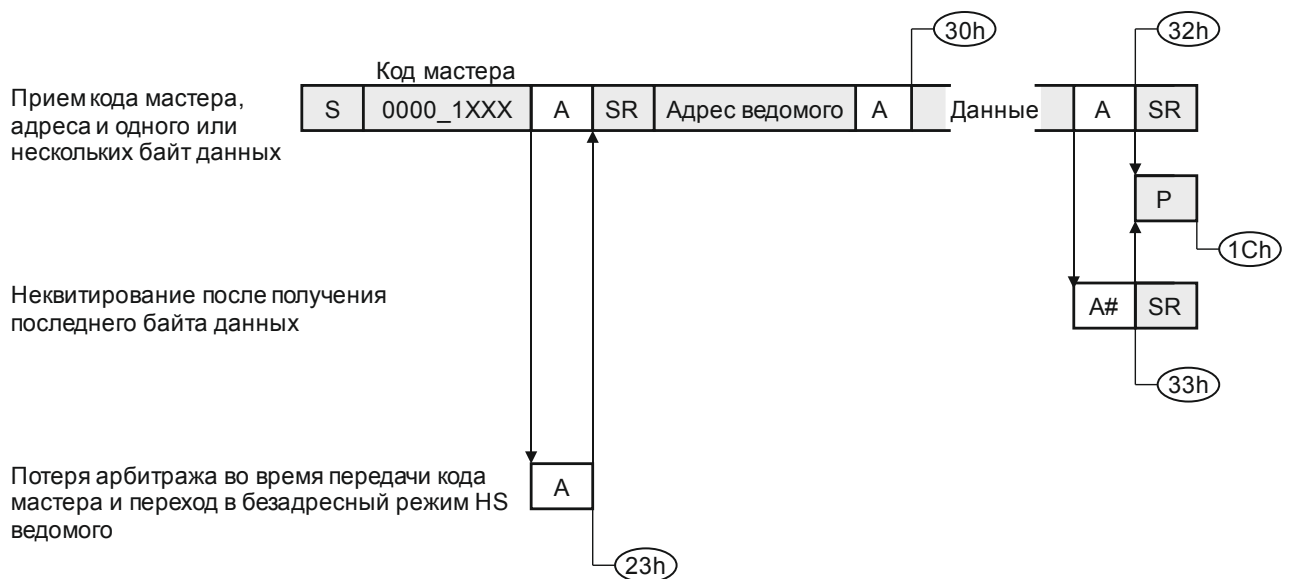 30h
32h
Код мастера
Прием кода мастера,
адреса и одного или
нескольких байт данных
S 0000_1XXX A SR Адрес ведомого A Данные A SR
P
1Ch
Неквитирование после получения
последнего байта данных
A# SR
33h
Потеря арбитража во время передачи кода
мастера и переход в безадресный режим HS
ведомого
A
23h